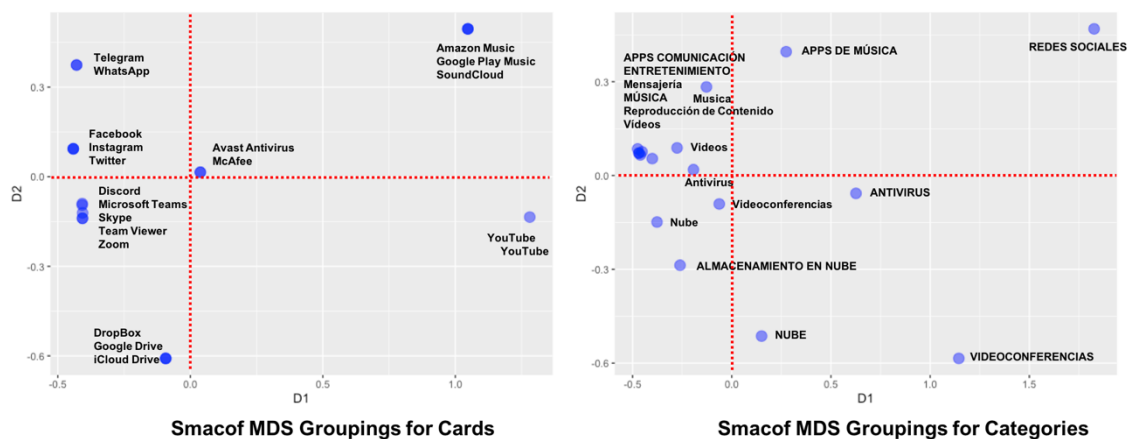 Telegram
WhatsApp
Amazon Music
Google Play Music
SoundCloud
0.3
Facebook
Instagram
Twitter
Avast Antivirus
McAfee
0.0
D2
Discord
Microsoft Teams
Skype
Team Viewer
Zoom
YouTube
YouTube
-0.3
DropBox
Google Drive
iCloud Drive
-0.6
-0.5
0.0
0.5
1.0
D1
Smacof MDS Groupings for Cards
APPS COMUNICACIÓN
ENTRETENIMIENTO
Mensajería
MÚSICA
Reproducción de Contenido
Vídeos
APPS DE MÚSICA
REDES SOCIALES
0.3
Musica
Videos
0.0
D2
Antivirus
ANTIVIRUS
Videoconferencias
Nube
-0.3
ALMACENAMIENTO EN NUBE
NUBE
VIDEOCONFERENCIAS
-0.6
-0.5
0.0
0.5
1.0
1.5
D1
Smacof MDS Groupings for Categories